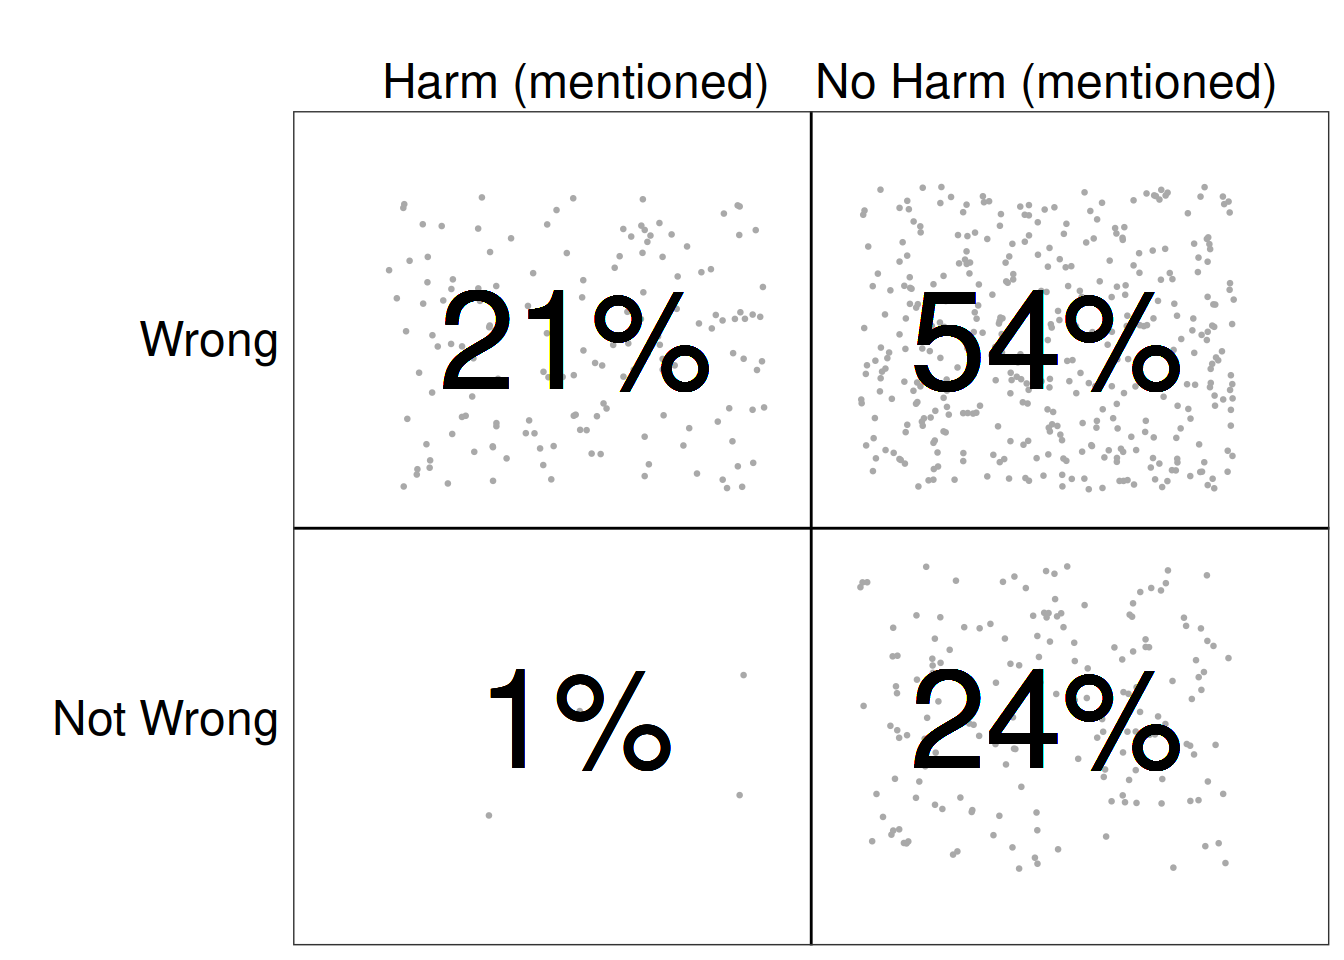 Harm (mentioned) No Harm (mentioned)
Wrong 21% 54%
Not Wrong 1% 24%